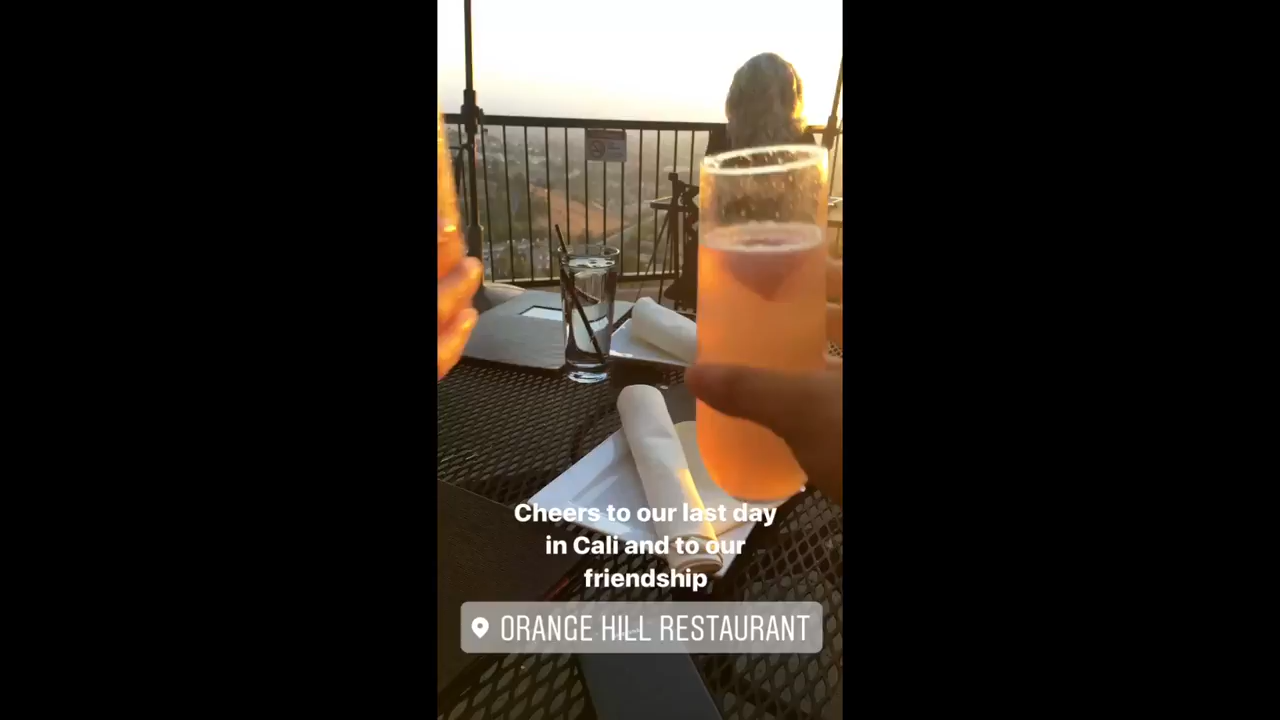 Cheers to our last day
in Cali and to our
friendship
ORANGE HILL RESTAURANT